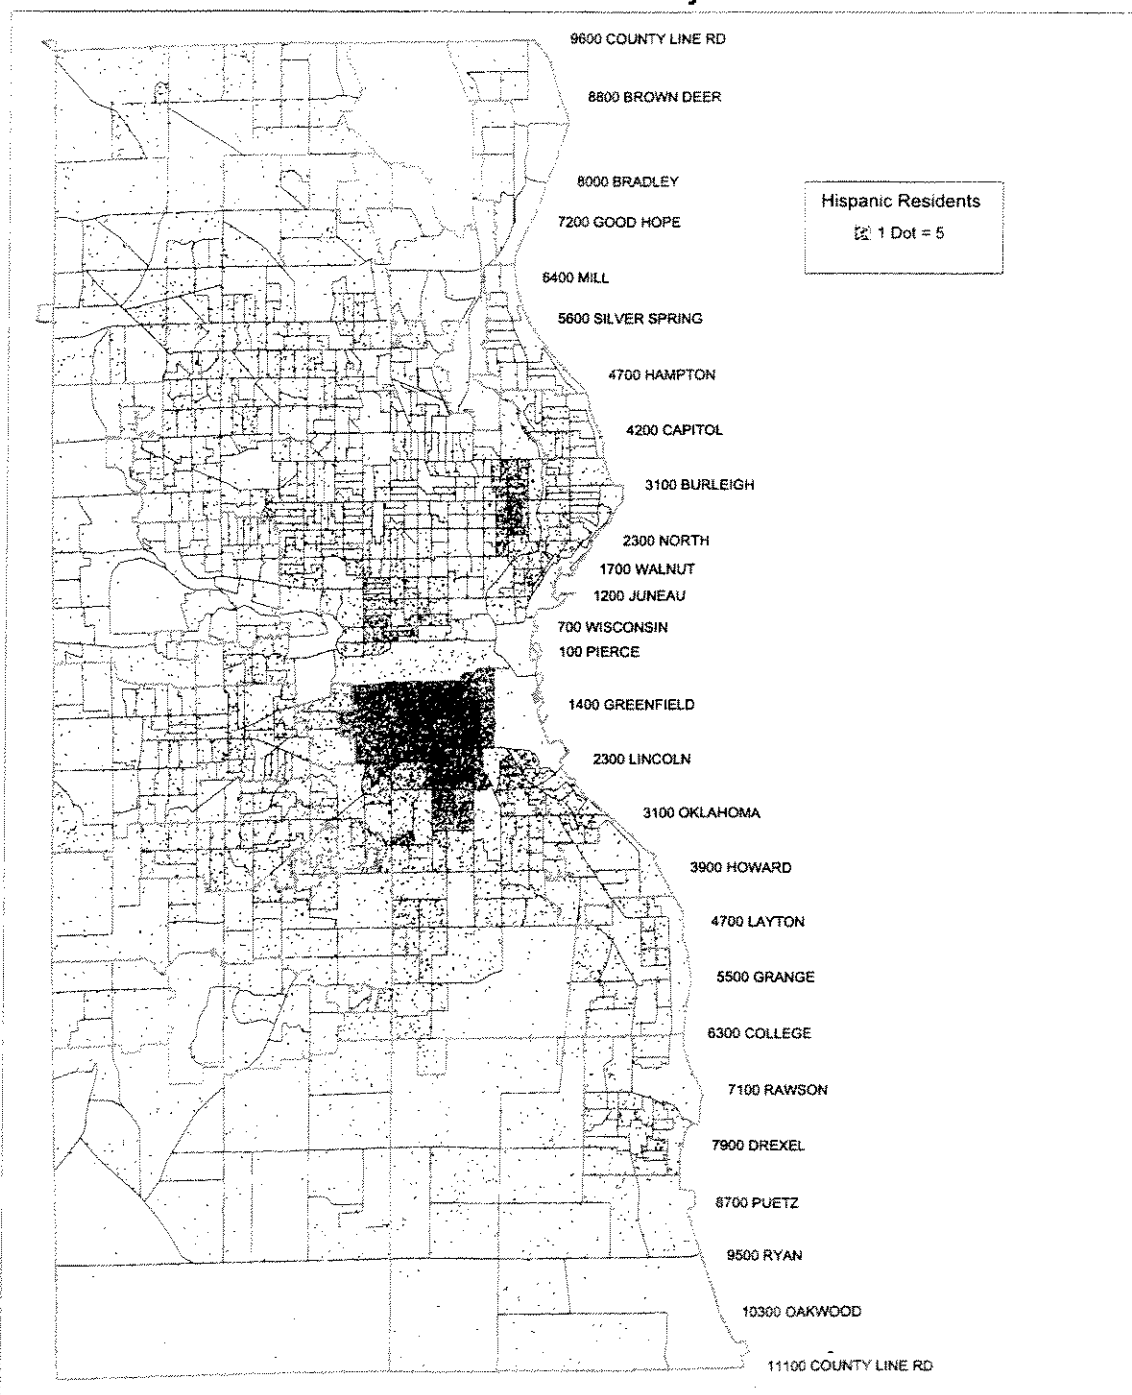 9600 COUNTY LINE RD
8800 BROWN DEER
8000 BRADLEY
Hispanic Residents
1 Dot = 5
7200 GOOD HOPE
6400 MILL
5600 SILVER SPRING
4700 HAMPTON
4200 CAPITOL
3100 BURLEIGH
2300 NORTH
1700 WALNUT
1200 JUNEAU
700 WISCONSIN
100 PIERCE
1400 GREENFIELD
2300 LINCOLN
3100 OKLAHOMA
3900 HOWARD
4700 LAYTON
5500 GRANGE
6300 COLLEGE
7100 RAWSON
7900 DREXEL
8700 PUETZ
9500 RYAN
10300 OAKWOOD
11100 COUNTY LINE RD